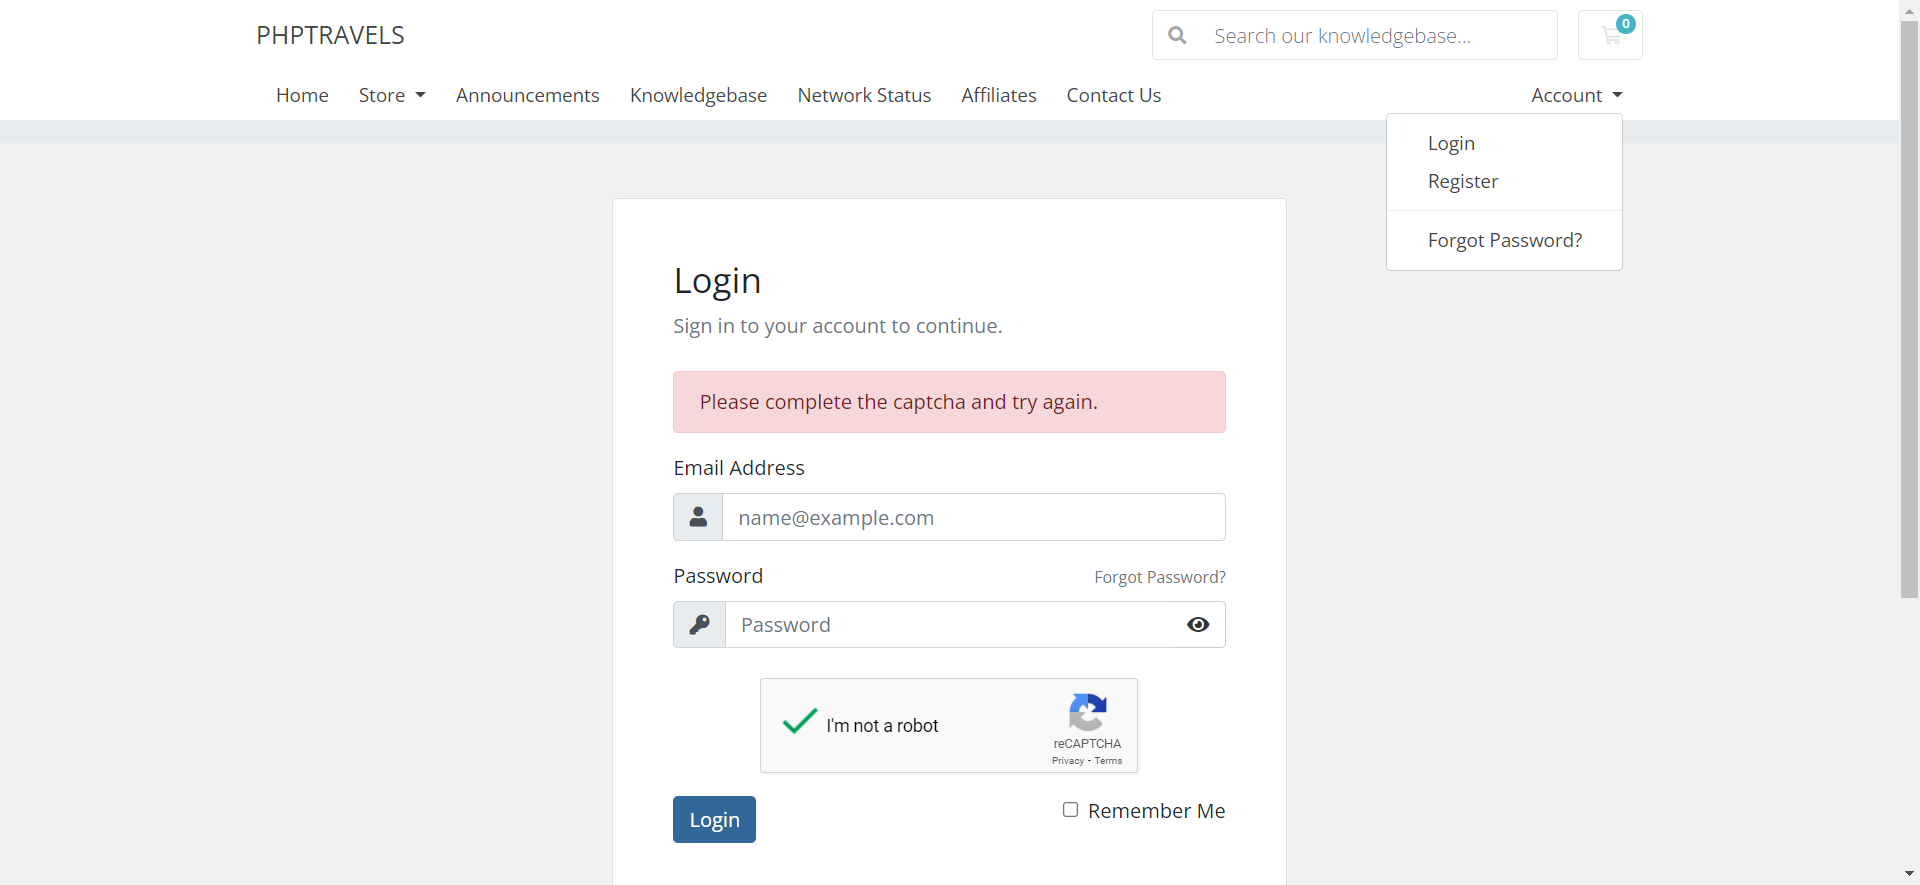 PHPTRAVELS
Search our knowledgebase...
0
Home Store Announcements Knowledgebase Network Status Affiliates Contact Us Account
Login
Register
Forgot Password?
Login
Sign in to your account to continue.
Please complete the captcha and try again.
Email Address
name@example.com
Password Forgot Password?
Password
I'm not a robot
reCAPTCHA
Privacy - Terms
Login Remember Me